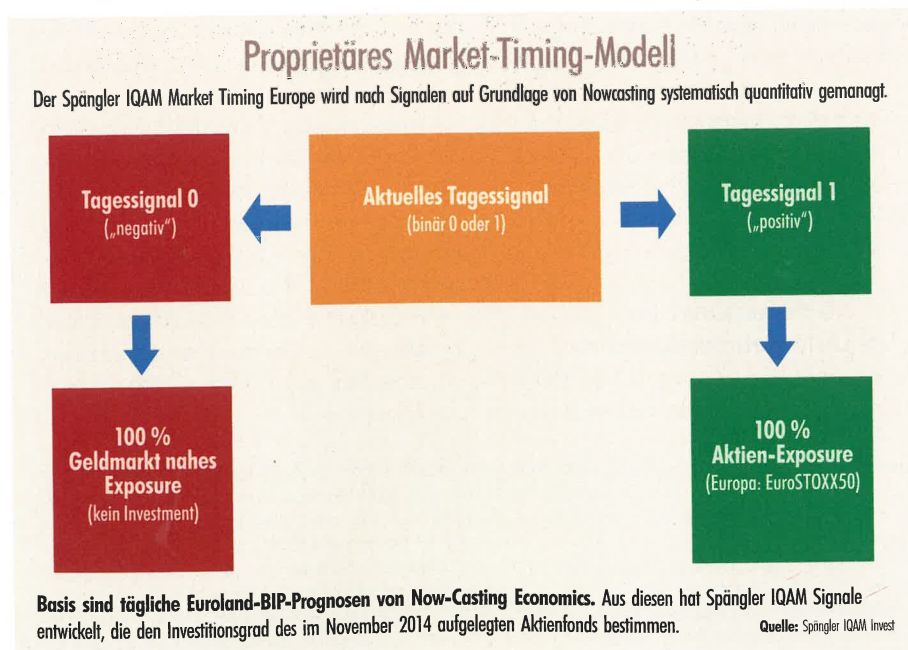 Proprietäres Market-Timing-Modell
Der Spängler IQAM Market Timing Europe wird nach Signalen auf Grundlage von Nowcasting systematisch quantitativ gemanagt.
Tagessignal 0
(„negativ“)
Aktuelles Tagessignal
(binär 0 oder 1)
Tagessignal 1
(„positiv“)
100 %
Geldmarkt nahes
Exposure
(kein Investment)
100 %
Aktien-Exposure
(Europa: EuroSTOXX50)
Basis sind tägliche Euroland-BIP-Prognosen von Now-Casting Economics. Aus diesen hat Spängler IQAM Signale
entwickelt, die den Investitionsgrad des im November 2014 aufgelegten Aktienfonds bestimmen.
Quelle: Spängler IQAM Invest